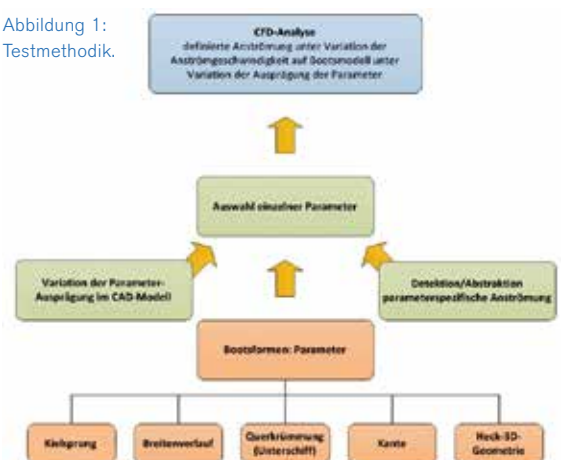 Abbildung 1:
Testmethodik.
CFD-Analyse
definierte Anströmung unter Variation der
Anströmgeschwindigkeit auf Bootsmodell unter
Variation der Ausprägung der Parameter
Auswahl einzelner Parameter
Variation der Parameter-
Ausprägung im CAD-Modell
Detektion/Abstraktion
parameterspezifische Anströmung
Bootsformen: Parameter
Kielsprung
Breitenverlauf
Querkrümmung
(Unterschiff)
Kante
Heck-3D-
Geometrie